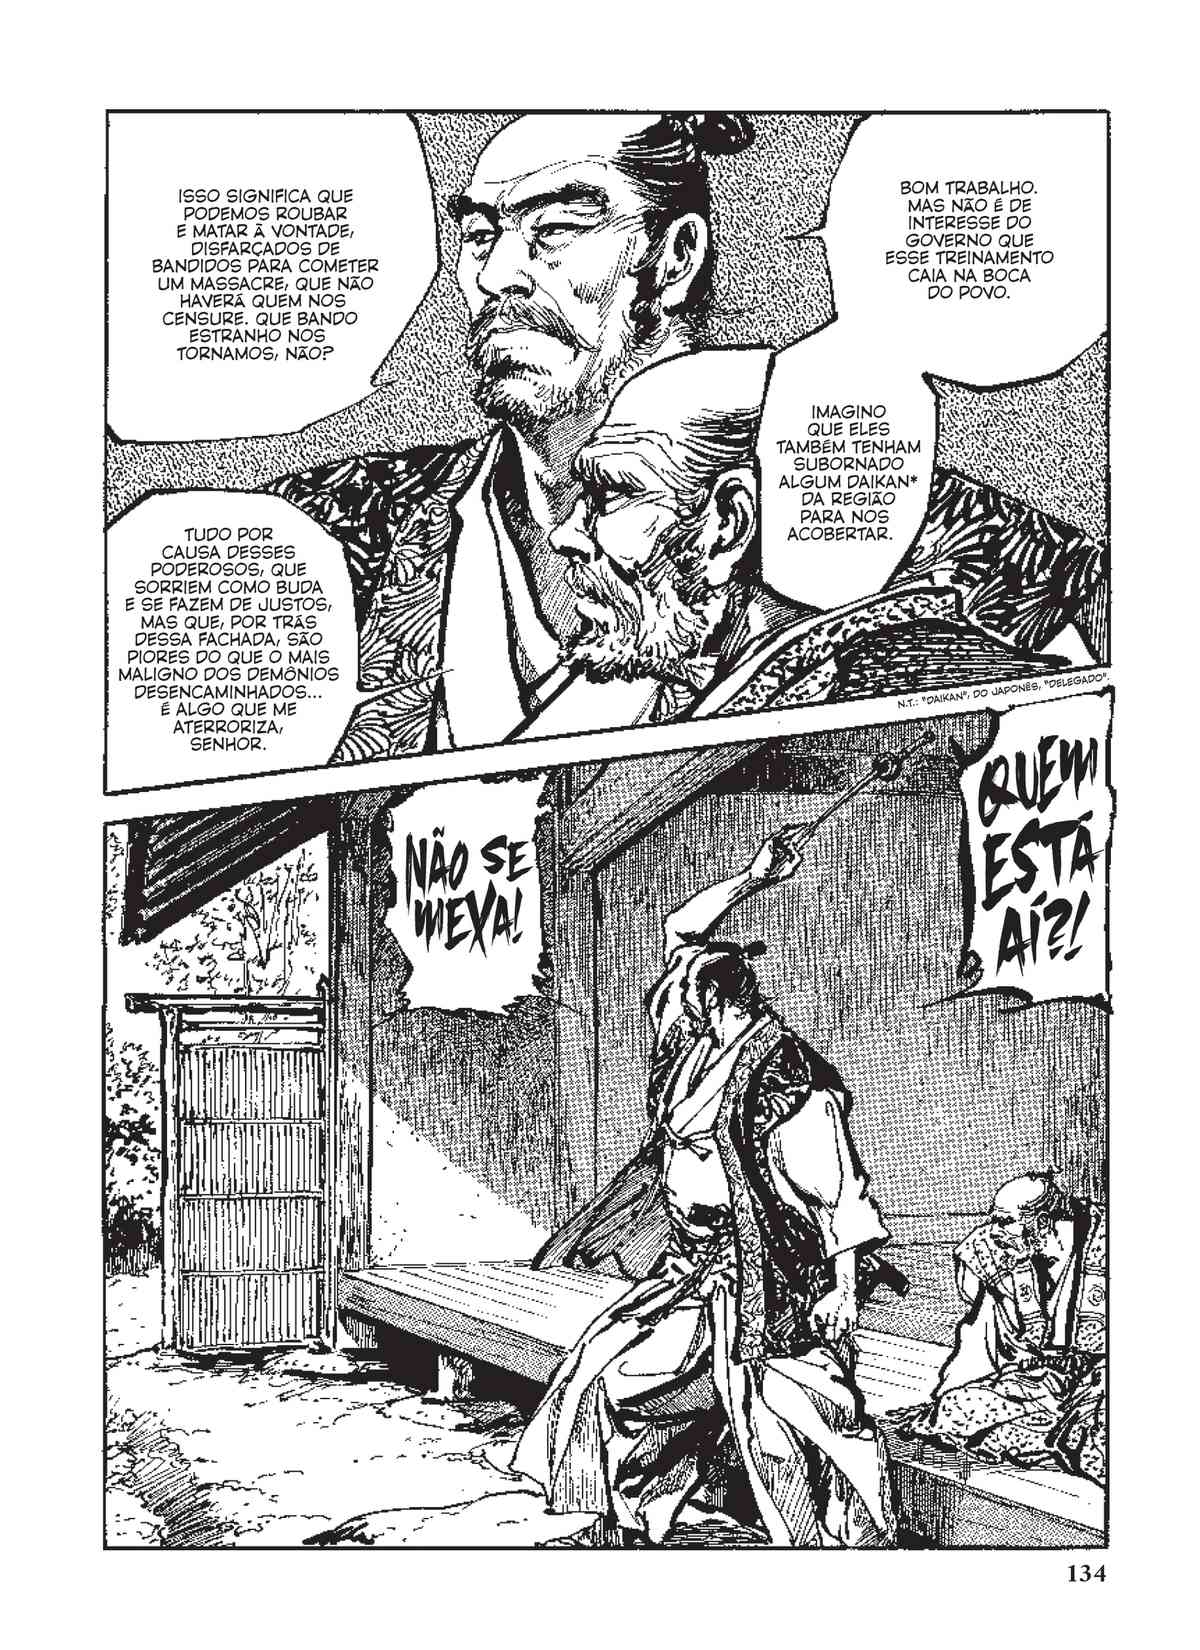 BOM TRABALHO.
MAS NÃO É DE
INTERESSE DO
GOVERNO QUE
ESSE TREINAMENTO
CAIA NA BOCA
DO POVO.
IMAGINO
QUE ELES
TAMBÉM TENHAM
SUBORNADO
ALGUM DAIKAN*
DA REGIÃO
PARA NOS
ACOBERTAR.
ISSO SIGNIFICA QUE
PODEMOS ROUBAR
E MATAR À VONTADE,
DISFARÇADOS DE
BANDIDOS PARA COMETER
UM MASSACRE, QUE NÃO
HAVERÁ QUEM NOS
CENSURE. QUE BANDO
ESTRANHO NOS
TORNAMOS, NÃO?
TUDO POR
CAUSA DESSES
PODEROSOS, QUE
SORRIEM COMO BUDA
E SE FAZEM DE JUSTOS,
MAS QUE, POR TRÁS
DESSA FACHADA, SÃO
PIORES DO QUE O MAIS
MALIGNO DOS DEMÔNIOS
DESENCAMINHADOS...
É ALGO QUE ME
ATERRORIZA,
SENHOR.
N.T.: "DAIKAN", DO JAPONÊS, "DELEGADO".
QUEM
ESTÁ
AÍ?!
NÃO SE
MEXA!
134